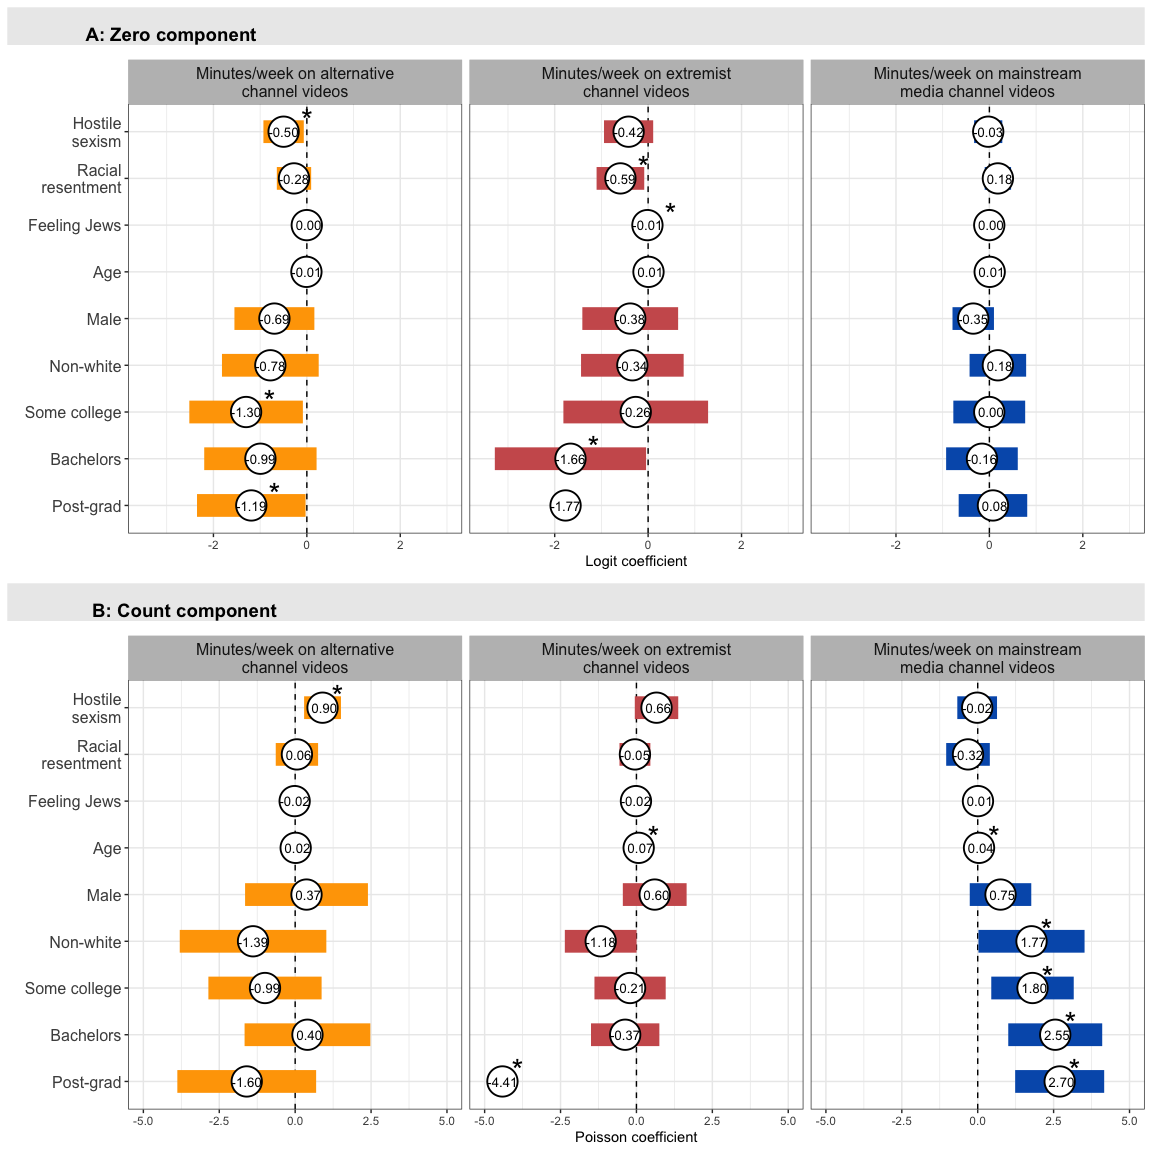 A: Zero component
Minutes/week on alternative
channel videos
Minutes/week on extremist
channel videos
Minutes/week on mainstream
media channel videos
Hostile
sexism
-0.50 * -0.42 -0.03
Racial
resentment
-0.28 -0.59 * 0.18
Feeling Jews 0.00 -0.01 * 0.00
Age -0.01 0.01 0.01
Male -0.69 -0.38 -0.35
Non-white -0.78 -0.34 0.18
Some college -1.30 * -0.26 0.00
Bachelors -0.99 -1.66 * -0.16
Post-grad -1.19 * -1.77 0.08
-2 0 2 -2 0 2 -2 0 2
Logit coefficient
B: Count component
Minutes/week on alternative
channel videos
Minutes/week on extremist
channel videos
Minutes/week on mainstream
media channel videos
Hostile
sexism
0.90 * 0.66 -0.02
Racial
resentment
0.06 -0.05 -0.32
Feeling Jews -0.02 -0.02 0.01
Age 0.02 0.07 * 0.04 *
Male 0.37 0.60 0.75
Non-white -1.39 -1.18 1.77 *
Some college -0.99 -0.21 1.80 *
Bachelors 0.40 -0.37 2.55 *
Post-grad -1.60 -4.41 * 2.70 *
-5.0 -2.5 0.0 2.5 5.0 -5.0 -2.5 0.0 2.5 5.0 -5.0 -2.5 0.0 2.5 5.0
Poisson coefficient